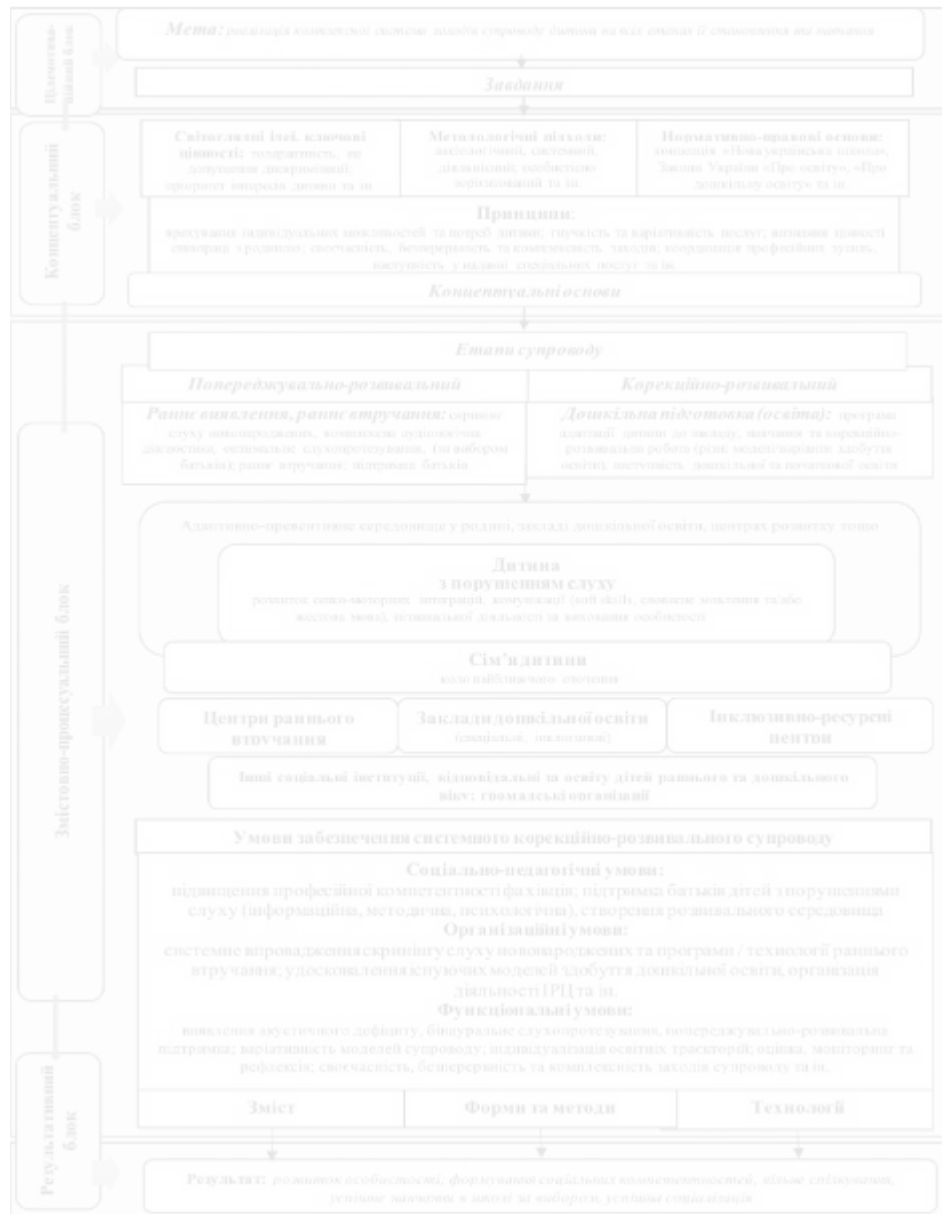 Цілемотива-
ційний блок
Мета: реалізація комплексної системи заходів супроводу дитини на всіх етапах її становлення та навчання
Завдання
Концептуальний
блок
Світоглядні ідеї, ключові
цінності: толерантність, не
допущення дискримінації,
пріоритет інтересів дитини та ін.
Методологічні підходи:
аксіологічний, системний,
діяльнісний, особистісно
зорієнтований та ін.
Нормативно-правові основи:
концепція «Нова українська школа»,
Закони України «Про освіту», «Про
дошкільну освіту» та ін.
Принципи:
врахування індивідуальних можливостей та потреб дитини; гнучкість та варіативність послуг; визнання цінності
співпраці з родиною; своєчасність, безперервність та комплексність заходів; координація професійних зусиль,
наступність у наданні спеціальних послуг та ін.
Концептуальні основи
Змістовно-процесуальний блок
Етапи супроводу
Попереджувально-розвивальний
Корекційно-розвивальний
Раннє виявлення, раннє втручання: скринінг
слуху новонароджених, комплексна аудіологічна
діагностика, оптимальне слухопротезування, (за вибором
батьків); раннє втручання; підтримка батьків
Дошкільна підготовка (освіта): програма
адаптації дитини до закладу, навчання та корекційно-
розвивальна робота (різні моделі/варіанти здобуття
освіти), наступність дошкільної та початкової освіти
Адаптивно-превентивне середовище у родині, закладі дошкільної освіти, центрах розвитку тощо
Дитина
з порушенням слуху
розвиток сенсо-моторних інтеграцій, комунікації (soft skills, словесне мовлення та/або
жестова мова), пізнавальної діяльності та виховання особистості
Сім'я дитини
коло найближчого оточення
Центри раннього
втручання
Заклади дошкільної освіти
(спеціальні, інклюзивні)
Інклюзивно-ресурсні
центри
Інші соціальні інституції, відповідальні за освіту дітей раннього та дошкільного
віку: громадські організації
Умови забезпечення системного корекційно-розвивального супроводу
Соціально-педагогічні умови:
підвищення професійної компетентності фахівців; підтримка батьків дітей з порушеннями
слуху (інформаційна, методична, психологічна), створення розвивального середовища
Організаційні умови:
системне впровадження скринінгу слуху новонароджених та програми / технології раннього
втручання; удосконалення існуючих моделей здобуття дошкільної освіти, організація
діяльності ІРЦ та ін.
Функціональні умови:
виявлення акустичного дефіциту, бінауральне слухопротезування, попереджувально-розвивальна
підтримка; варіативність моделей супроводу; індивідуалізація освітніх траєкторій; оцінка, моніторинг та
рефлексія; своєчасність, безперервність та комплексність заходів супроводу та ін.
Зміст
Форми та методи
Технології
Результативний
блок
Результат: розвиток особистості, формування соціальних компетентностей, вільне спілкування,
успішне навчання в школі за вибором, успішна соціалізація